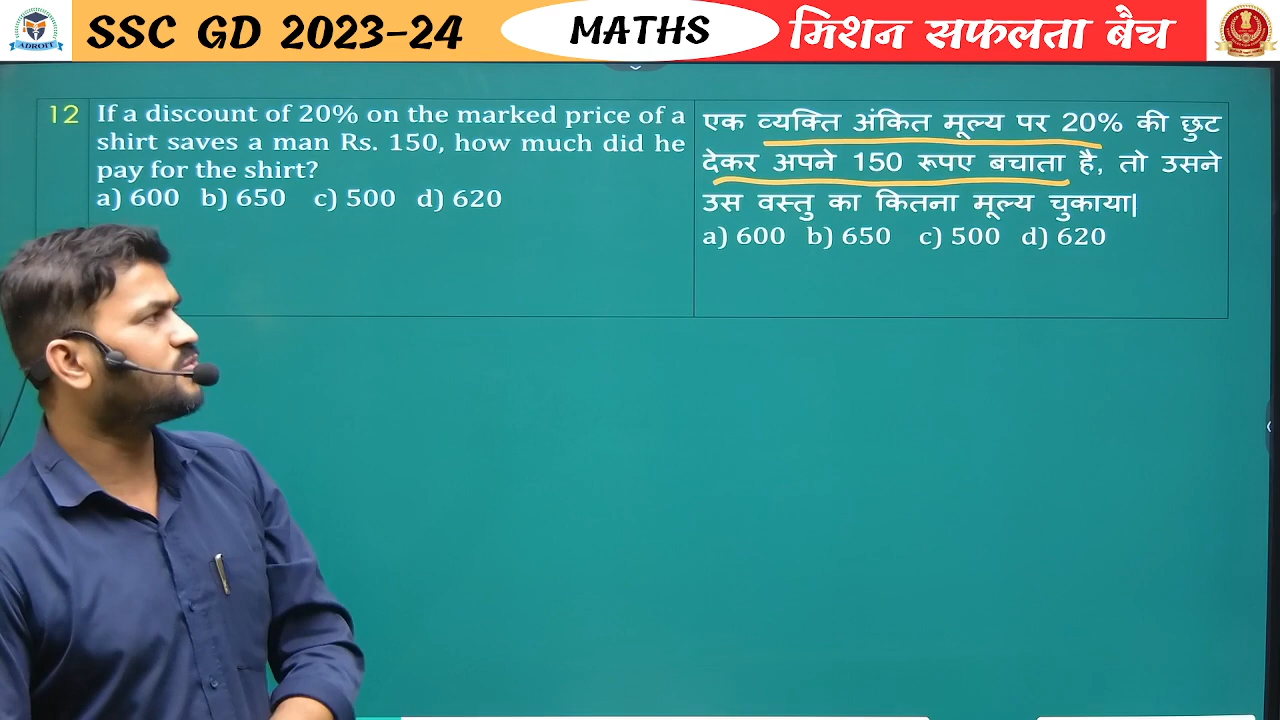 ADROIT
SSC GD 2023-24
MATHS
मिशन सफलता बैच
12
If a discount of 20% on the marked price of a
shirt saves a man Rs. 150, how much did he
pay for the shirt?
a) 600 b) 650 c) 500 d) 620
एक व्यक्ति अंकित मूल्य पर 20% की छुट
देकर अपने 150 रूपए बचाता है, तो उसने
उस वस्तु का कितना मूल्य चुकाया|
a) 600 b) 650 c) 500 d) 620